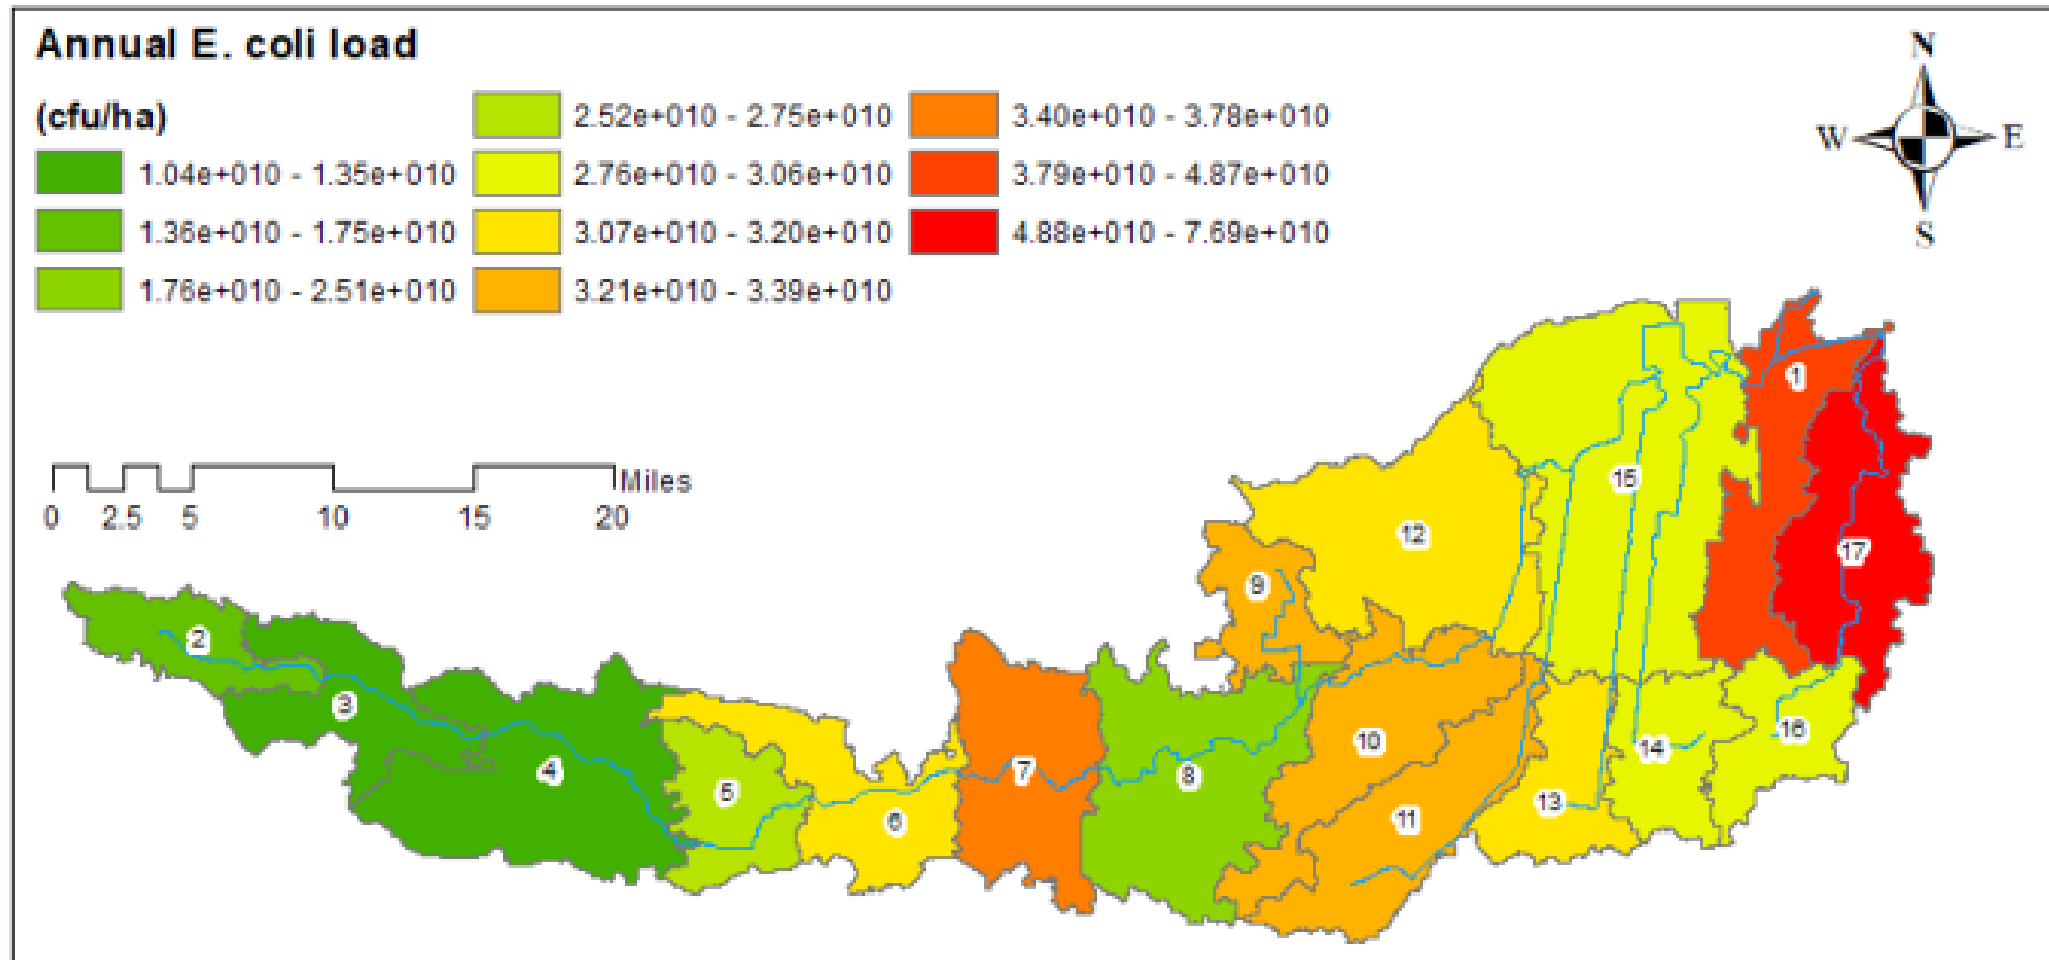 Annual E. coli load
(cfu/ha)
1.04e+010 - 1.35e+010
1.36e+010 - 1.75e+010
1.76e+010 - 2.51e+010
2.52e+010 - 2.75e+010
2.76e+010 - 3.06e+010
3.07e+010 - 3.20e+010
3.21e+010 - 3.39e+010
3.40e+010 - 3.78e+010
3.79e+010 - 4.87e+010
4.88e+010 - 7.69e+010
N
W E
S
Miles
0 2.5 5 10 15 20
1
15
12
17
9
2
3
16
10
14
4
7
8
5
13
11
6